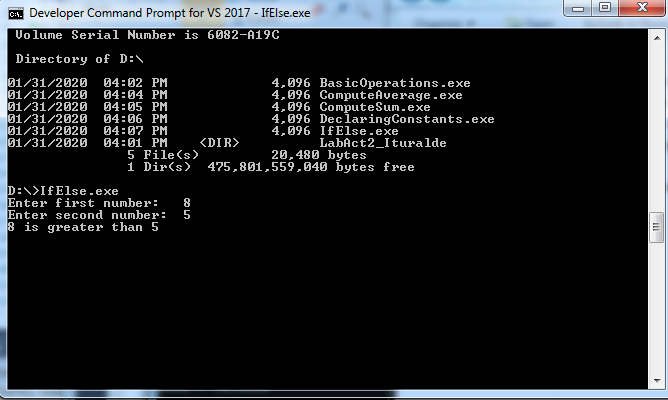 Developer Command Prompt for VS 2017 - IfElse.exe
Volume Serial Number is 6082-A19C
Directory of D:\
01/31/2020  04:02 PM             4,096 BasicOperations.exe
01/31/2020  04:04 PM             4,096 ComputeAverage.exe
01/31/2020  04:05 PM             4,096 ComputeSum.exe
01/31/2020  04:06 PM             4,096 DeclaringConstants.exe
01/31/2020  04:07 PM             4,096 IfElse.exe
01/31/2020  04:01 PM    <DIR>          LabAct2_Ituralde
5 File(s)         20,480 bytes
1 Dir(s)  475,801,559,040 bytes free
D:\>IfElse.exe
Enter first number:   8
Enter second number:  5
8 is greater than 5